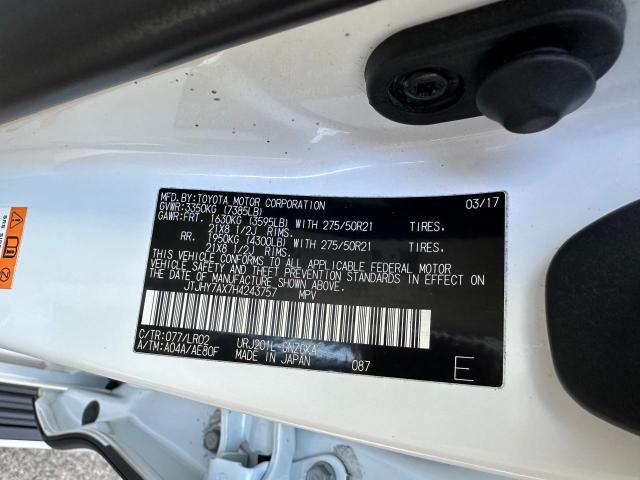 MFD.BY:TOYOTA MOTOR CORPORATION 03/17
GVWR:3350KG (7385LB)
GAWR:FRT. 1630KG (3595LB) WITH 275/50R21 TIRES.
21X8 1/2J RIMS.
RR. 1950KG (4300LB) WITH 275/50R21 TIRES.
21X8 1/2J RIMS.
THIS VEHICLE CONFORMS TO ALL APPLICABLE FEDERAL MOTOR
VEHICLE SAFETY AND THEFT PREVENTION STANDARDS IN EFFECT ON
THE DATE OF MANUFACTURE SHOWN ABOVE.
JTJHY7AX7H4243757 MPV
C/TR:077/LR02 URJ201L-GNZGKA
A/TM:A04A/AE80F MADE IN JAPAN 087 E
SRS